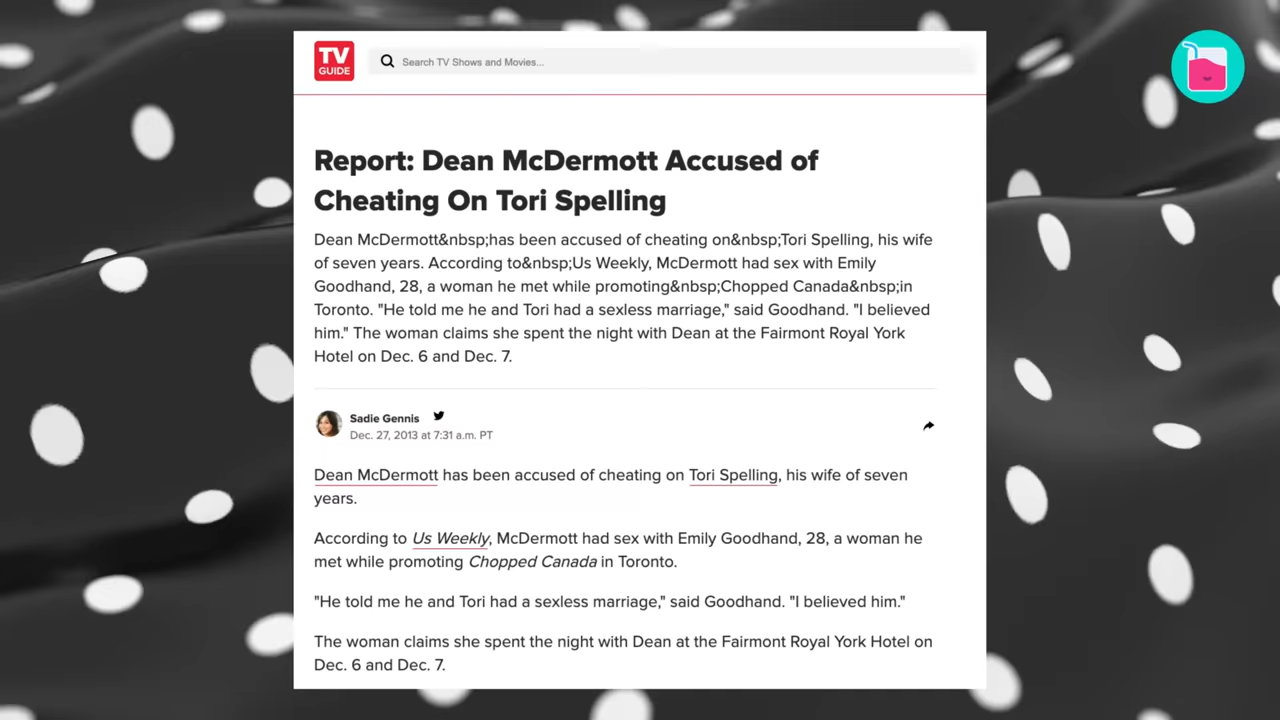 TV
GUIDE
Search TV Shows and Movies...
Report: Dean McDermott Accused of
Cheating On Tori Spelling
Dean McDermott&nbsp;has been accused of cheating on&nbsp;Tori Spelling, his wife
of seven years. According to&nbsp;Us Weekly, McDermott had sex with Emily
Goodhand, 28, a woman he met while promoting&nbsp;Chopped Canada&nbsp;in
Toronto. "He told me he and Tori had a sexless marriage," said Goodhand. "I believed
him." The woman claims she spent the night with Dean at the Fairmont Royal York
Hotel on Dec. 6 and Dec. 7.
Sadie Gennis
Dec. 27, 2013 at 7:31 a.m. PT
Dean McDermott has been accused of cheating on Tori Spelling, his wife of seven
years.
According to Us Weekly, McDermott had sex with Emily Goodhand, 28, a woman he
met while promoting Chopped Canada in Toronto.
"He told me he and Tori had a sexless marriage," said Goodhand. "I believed him."
The woman claims she spent the night with Dean at the Fairmont Royal York Hotel on
Dec. 6 and Dec. 7.